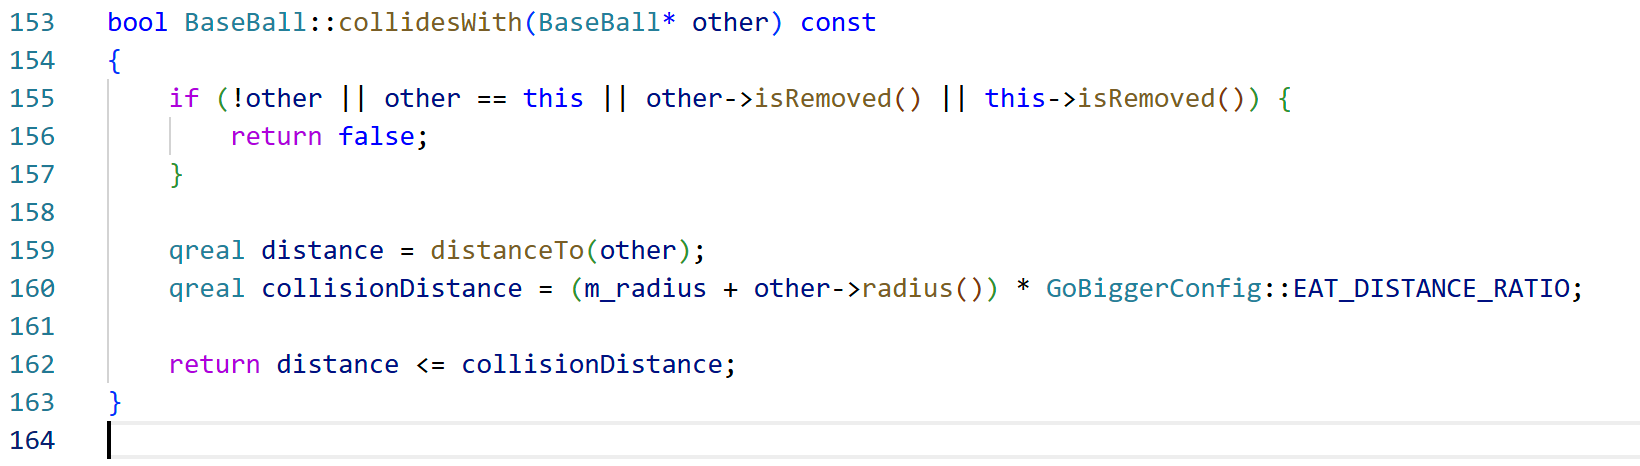 153 bool BaseBall::collidesWith(BaseBall* other) const
154 {
155     if (!other || other == this || other->isRemoved() || this->isRemoved()) {
156         return false;
157     }
158
159     qreal distance = distanceTo(other);
160     qreal collisionDistance = (m_radius + other->radius()) * GoBiggerConfig::EAT_DISTANCE_RATIO;
161
162     return distance <= collisionDistance;
163 }
164